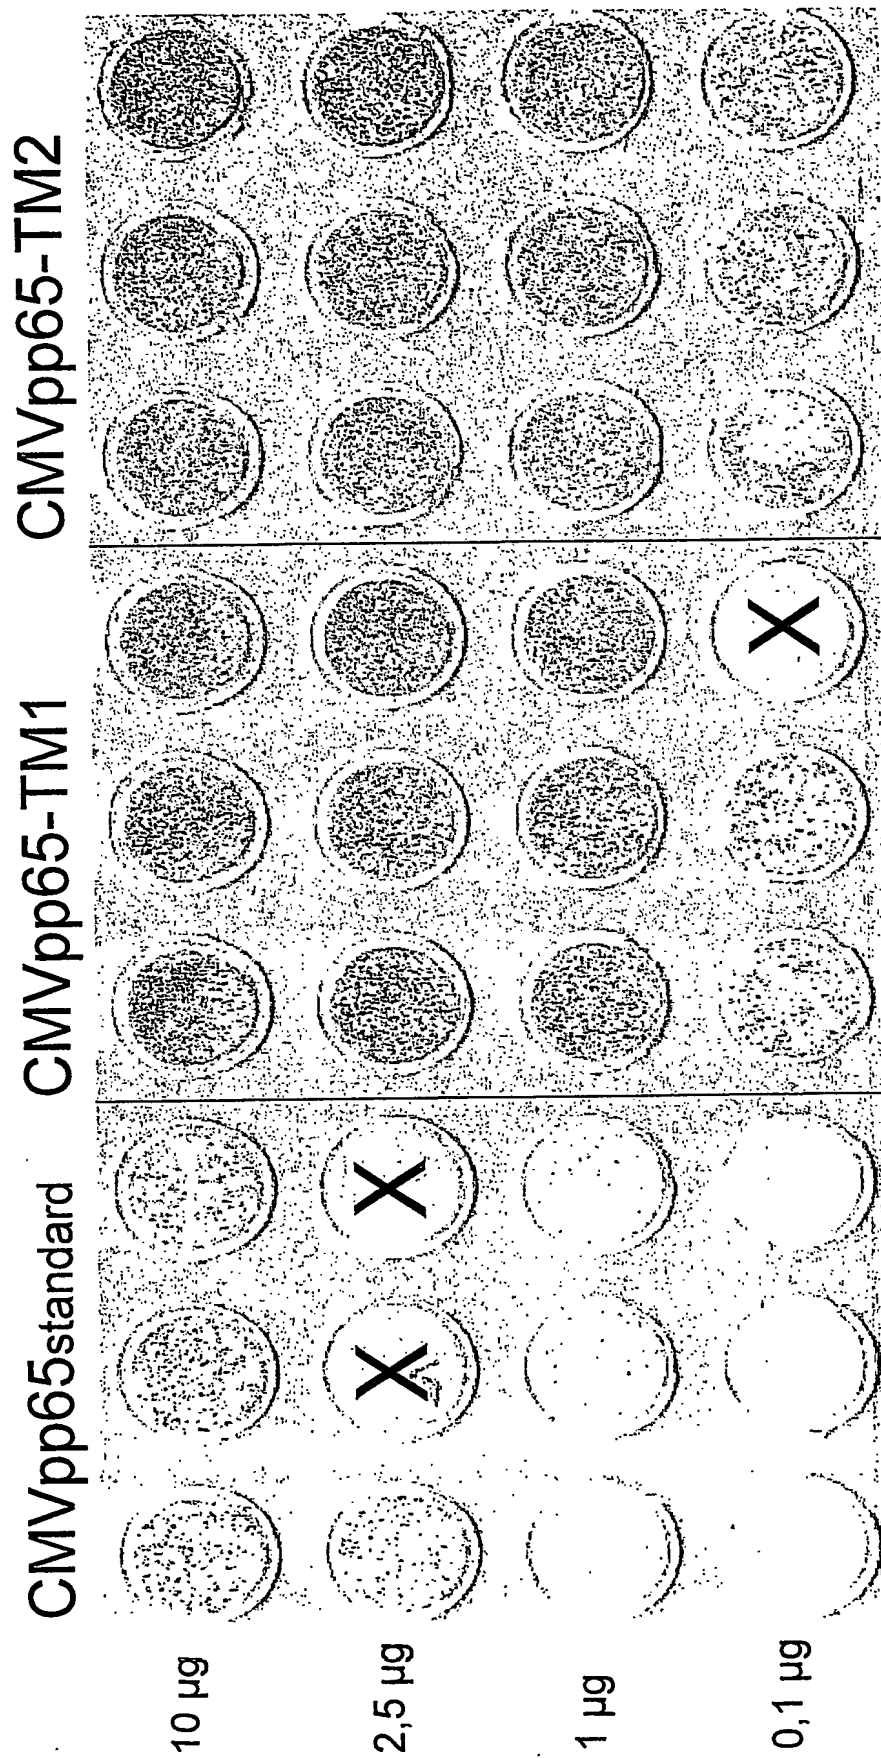 CMVpp65standard CMVpp65-TM1 CMVpp65-TM2
10 µg
2,5 µg X X
1 µg
0,1 µg X